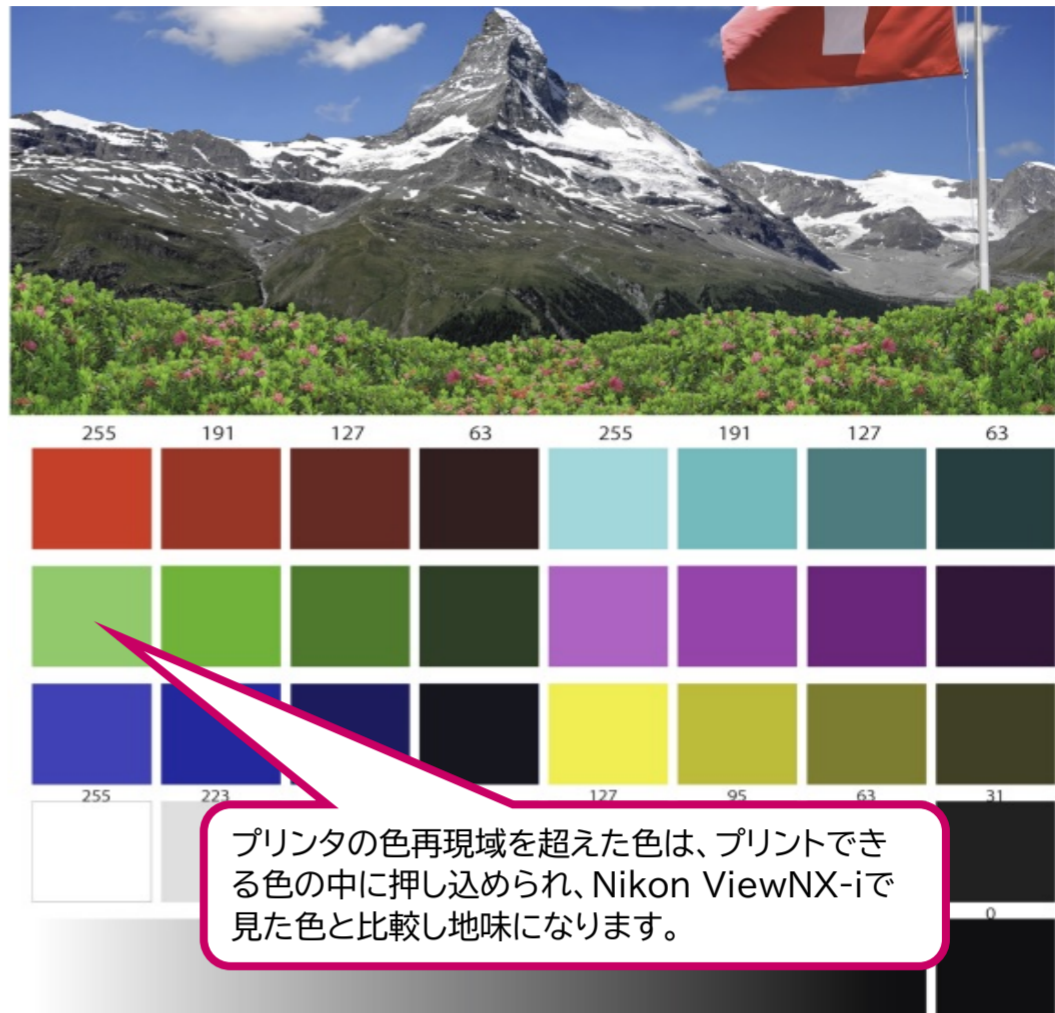 255 191 127 63 255 191 127 63
255 223 127 95 63 31
プリンタの色再現域を超えた色は、プリントでき
る色の中に押し込められ、Nikon ViewNX-iで
見た色と比較し地味になります。
0